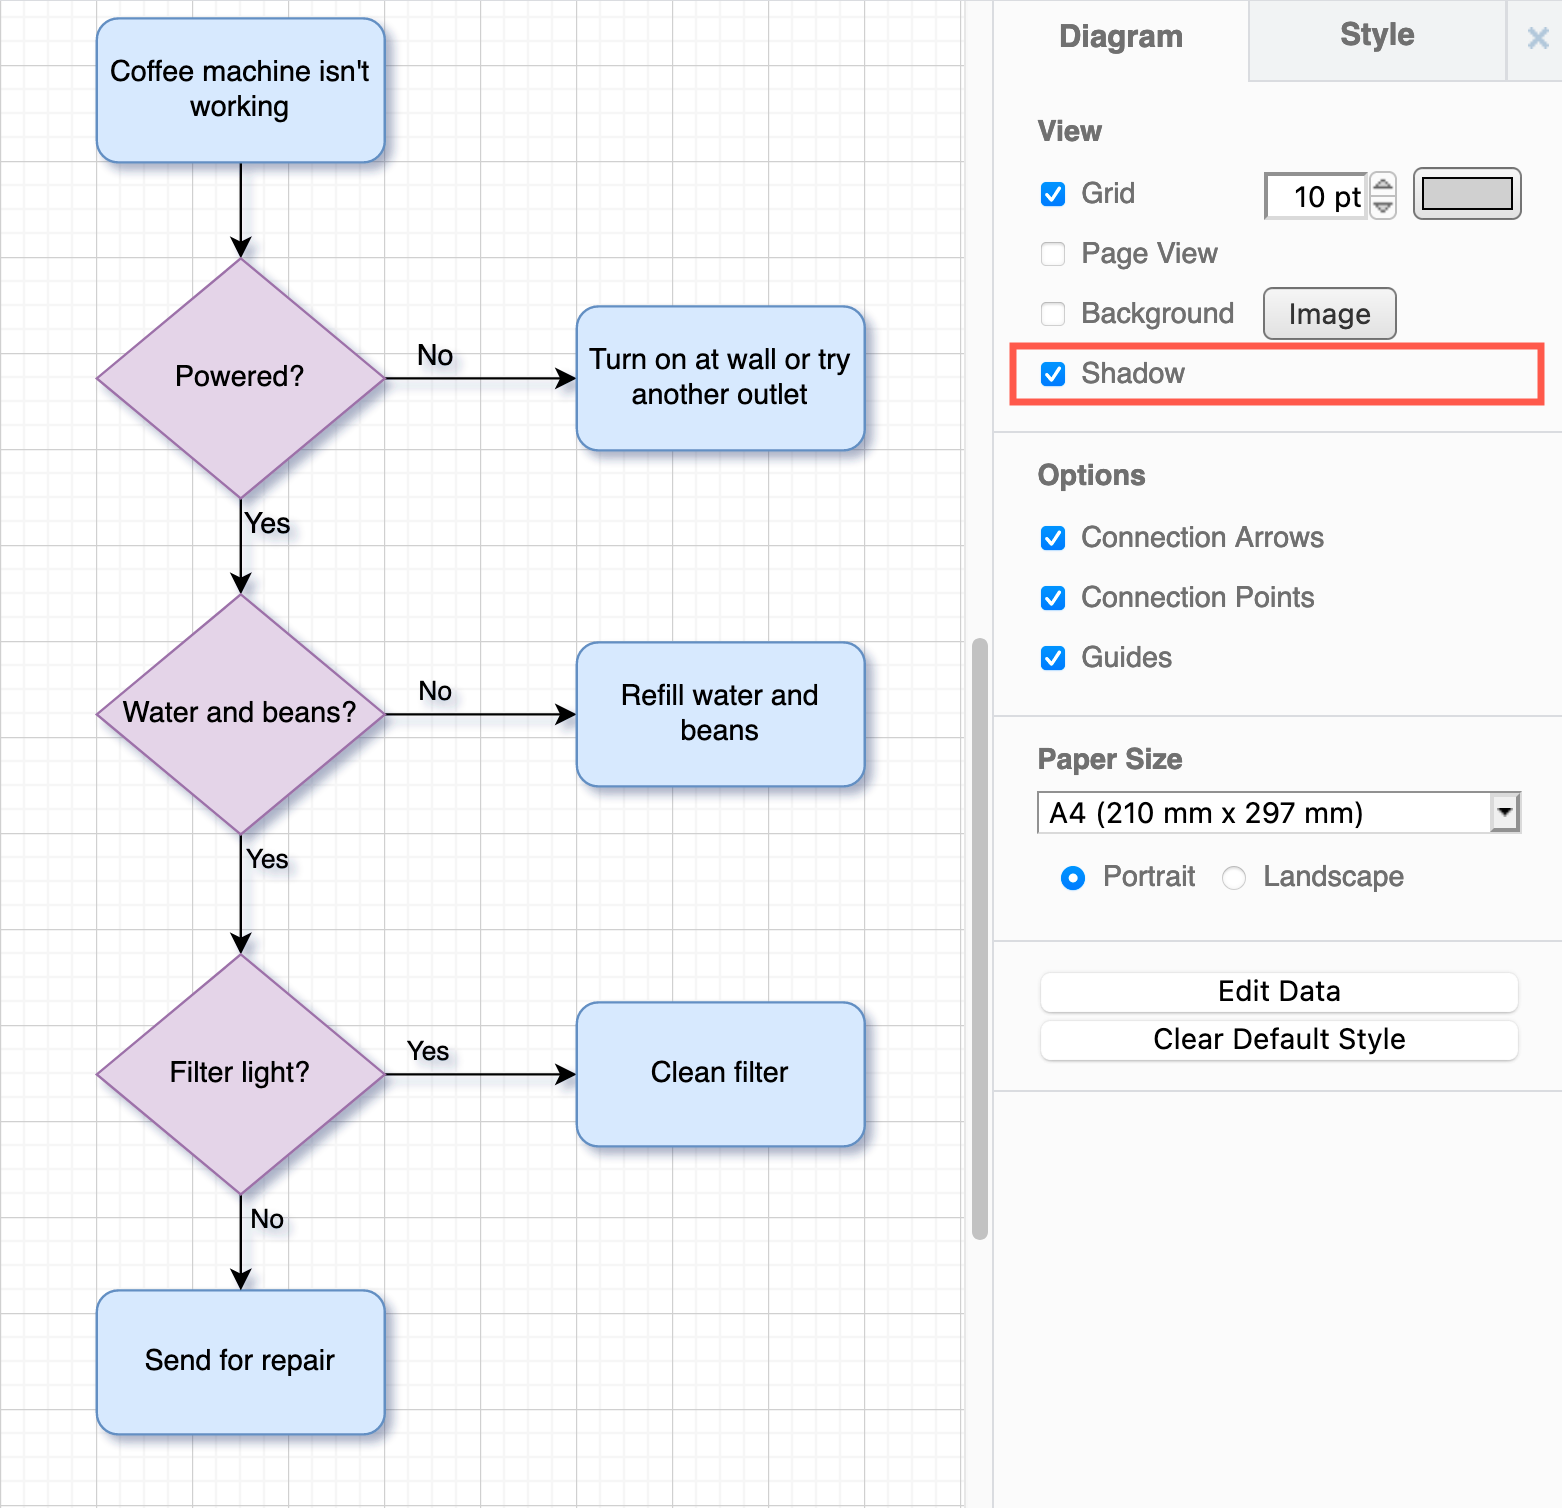 Coffee machine isn't
working
Powered?
No
Turn on at wall or try
another outlet
Yes
Water and beans?
No
Refill water and
beans
Yes
Filter light?
Yes
Clean filter
No
Send for repair
Diagram
Style
View
Grid
10 pt
Page View
Background
Image
Shadow
Options
Connection Arrows
Connection Points
Guides
Paper Size
A4 (210 mm x 297 mm)
Portrait
Landscape
Edit Data
Clear Default Style